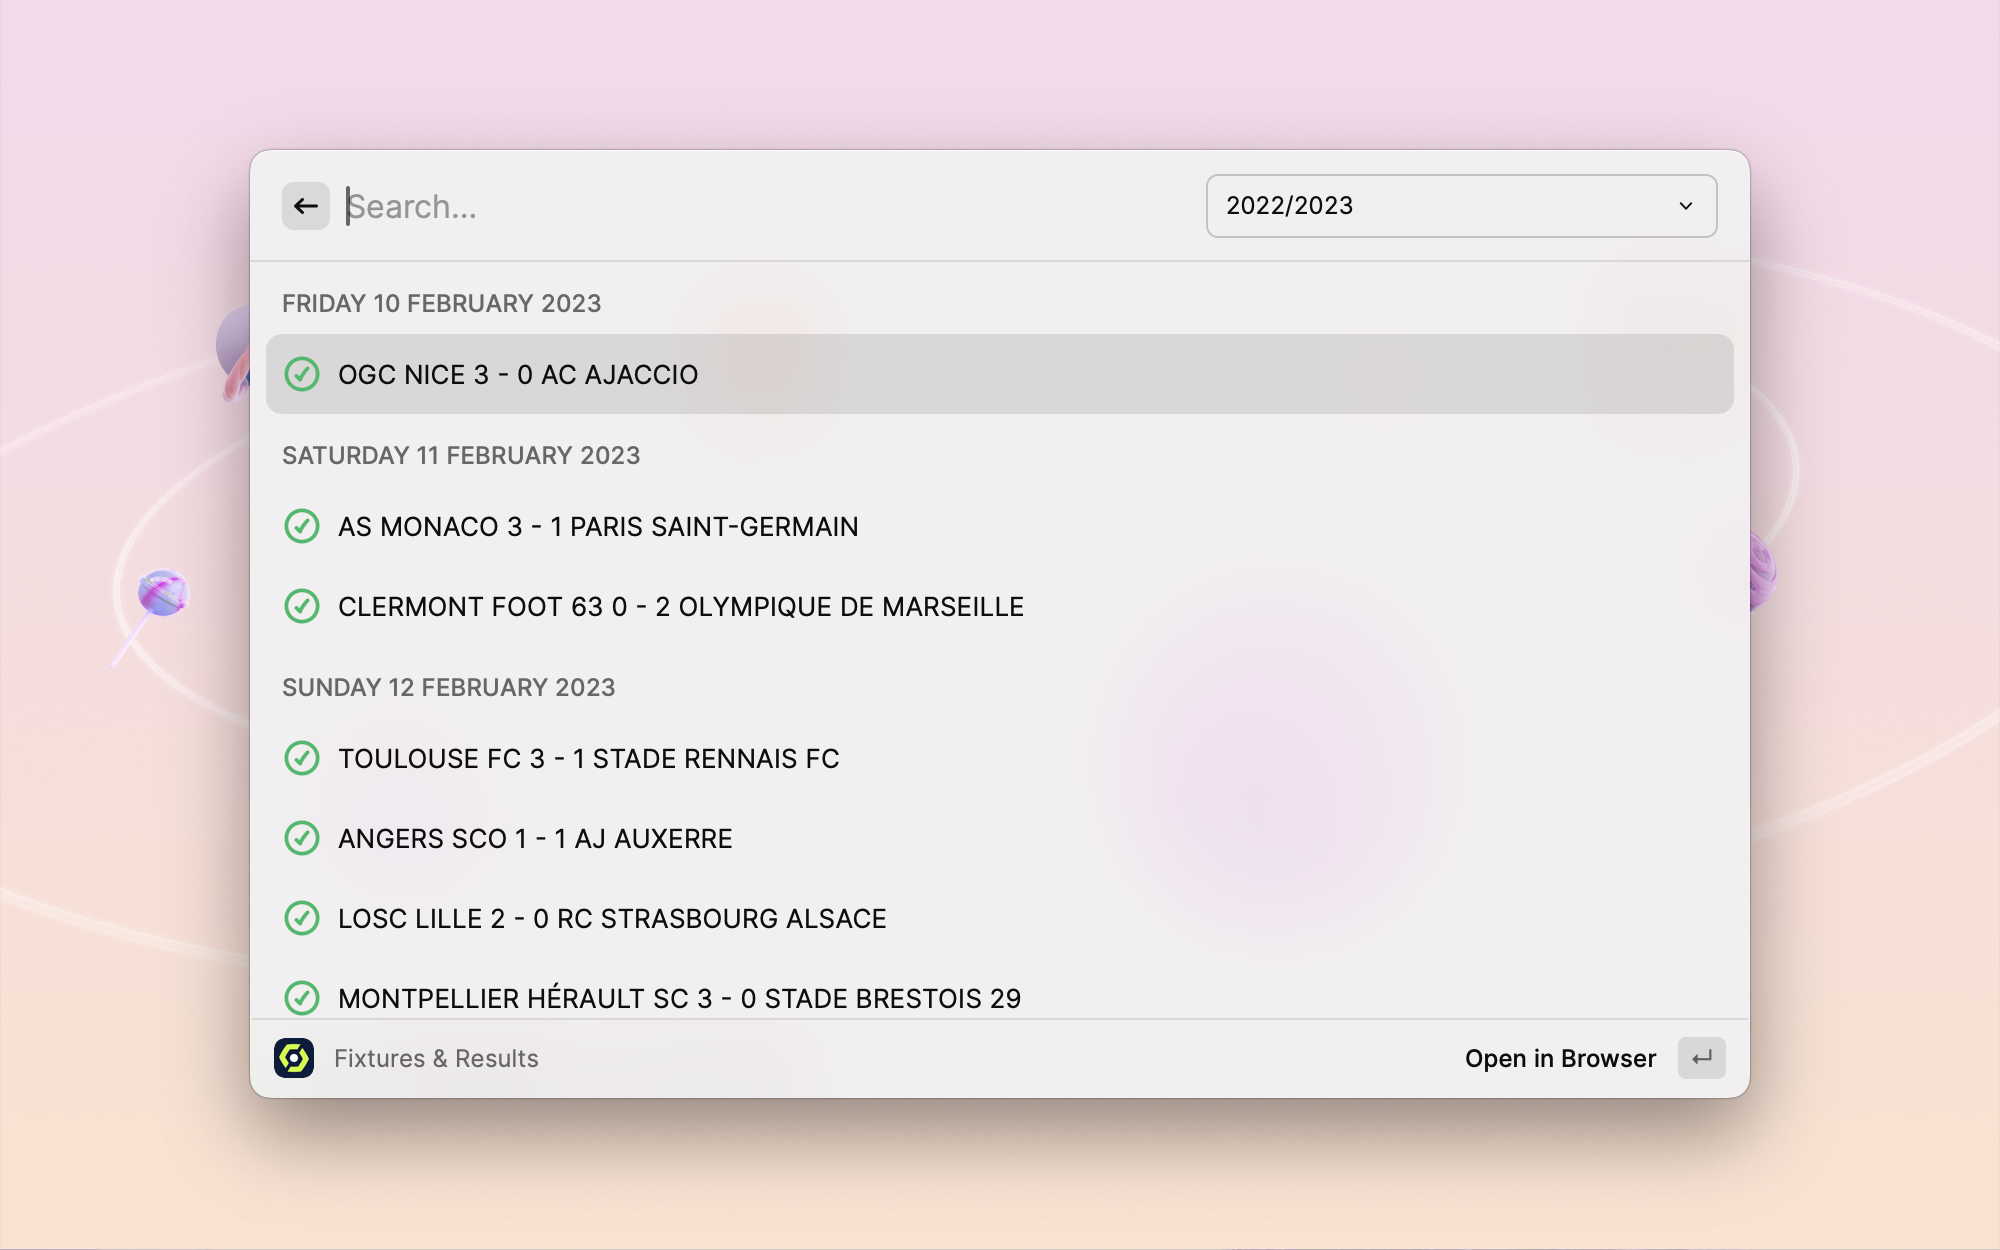 Search...
2022/2023
FRIDAY 10 FEBRUARY 2023
OGC NICE 3 - 0 AC AJACCIO
SATURDAY 11 FEBRUARY 2023
AS MONACO 3 - 1 PARIS SAINT-GERMAIN
CLERMONT FOOT 63 0 - 2 OLYMPIQUE DE MARSEILLE
SUNDAY 12 FEBRUARY 2023
TOULOUSE FC 3 - 1 STADE RENNAIS FC
ANGERS SCO 1 - 1 AJ AUXERRE
LOSC LILLE 2 - 0 RC STRASBOURG ALSACE
MONTPELLIER HÉRAULT SC 3 - 0 STADE BRESTOIS 29
Fixtures & Results
Open in Browser